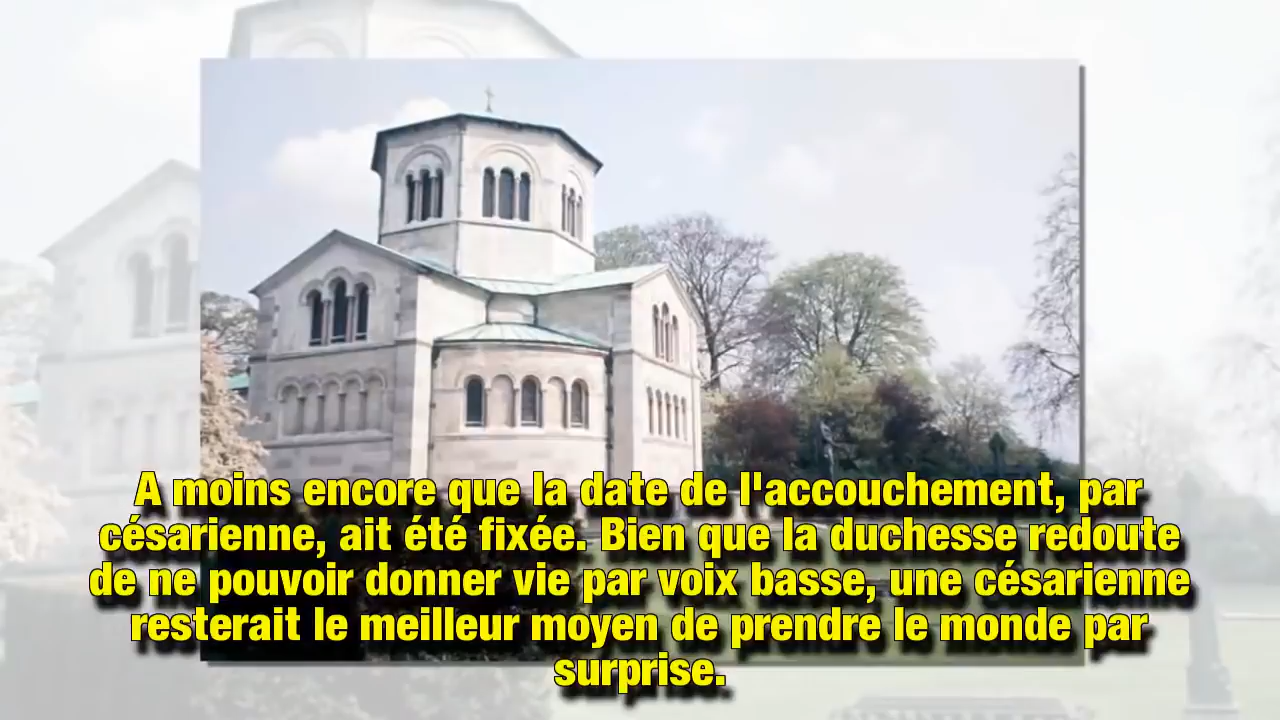 A moins encore que la date de l'accouchement, par
césarienne, ait été fixée. Bien que la duchesse redoute
de ne pouvoir donner vie par voix basse, une césarienne
resterait le meilleur moyen de prendre le monde par
surprise.